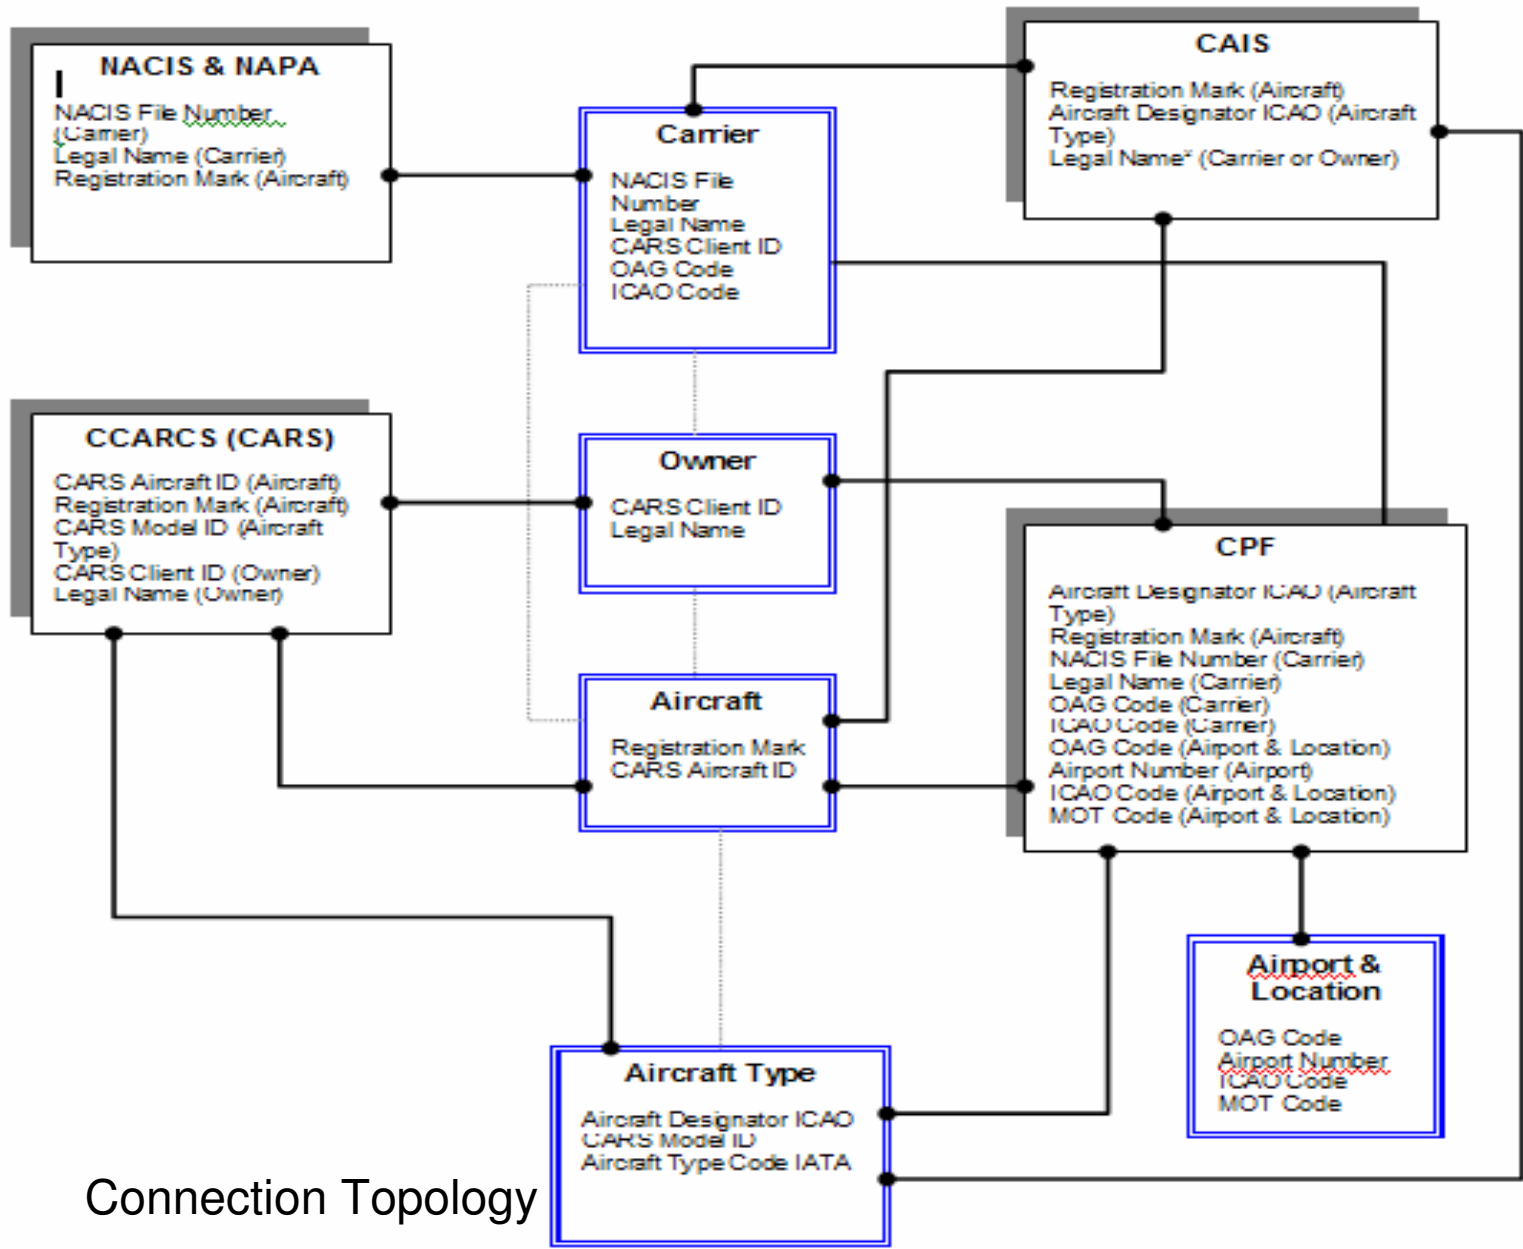 NACIS & NAPA
NACIS File Number
(Carrier)
Legal Name (Carrier)
Registration Mark (Aircraft)
CAIS
Registration Mark (Aircraft)
Aircraft Designator ICAO (Aircraft
Type)
Legal Name* (Carrier or Owner)
Carrier
NACIS File
Number
Legal Name
CARS Client ID
OAG Code
ICAO Code
CCARCS (CARS)
CARS Aircraft ID (Aircraft)
Registration Mark (Aircraft)
CARS Model ID (Aircraft
Type)
CARS Client ID (Owner)
Legal Name (Owner)
Owner
CARS Client ID
Legal Name
CPF
Aircraft Designator ICAO (Aircraft
Type)
Registration Mark (Aircraft)
NACIS File Number (Carrier)
Legal Name (Carrier)
OAG Code (Carrier)
ICAO Code (Carrier)
OAG Code (Airport & Location)
Airport Number (Airport)
ICAO Code (Airport & Location)
MOT Code (Airport & Location)
Aircraft
Registration Mark
CARS Aircraft ID
Airport &
Location
OAG Code
Airport Number
ICAO Code
MOT Code
Aircraft Type
Aircraft Designator ICAO
CARS Model ID
Aircraft Type Code IATA
Connection Topology